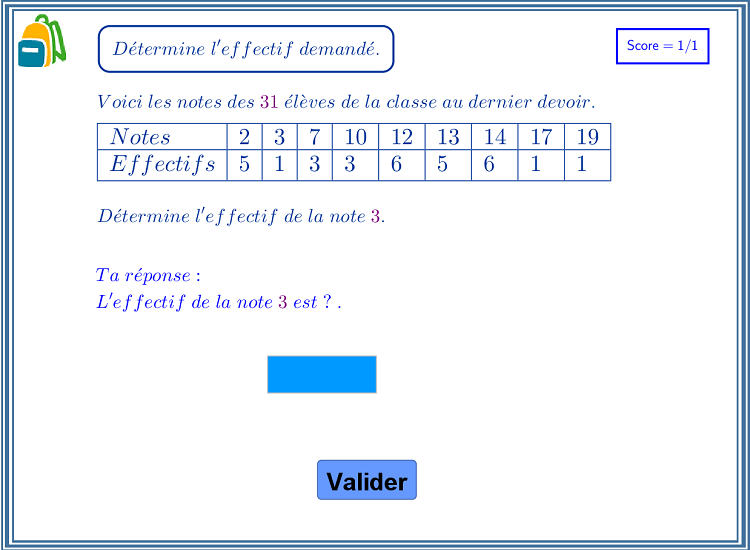 Détermine l'effectif demandé.
Score = 1/1
Voici les notes des 31 élèves de la classe au dernier devoir.
Notes 2 3 7 10 12 13 14 17 19
Effectifs 5 1 3 3 6 5 6 1 1
Détermine l'effectif de la note 3.
Ta réponse :
L'effectif de la note 3 est ? .
Valider